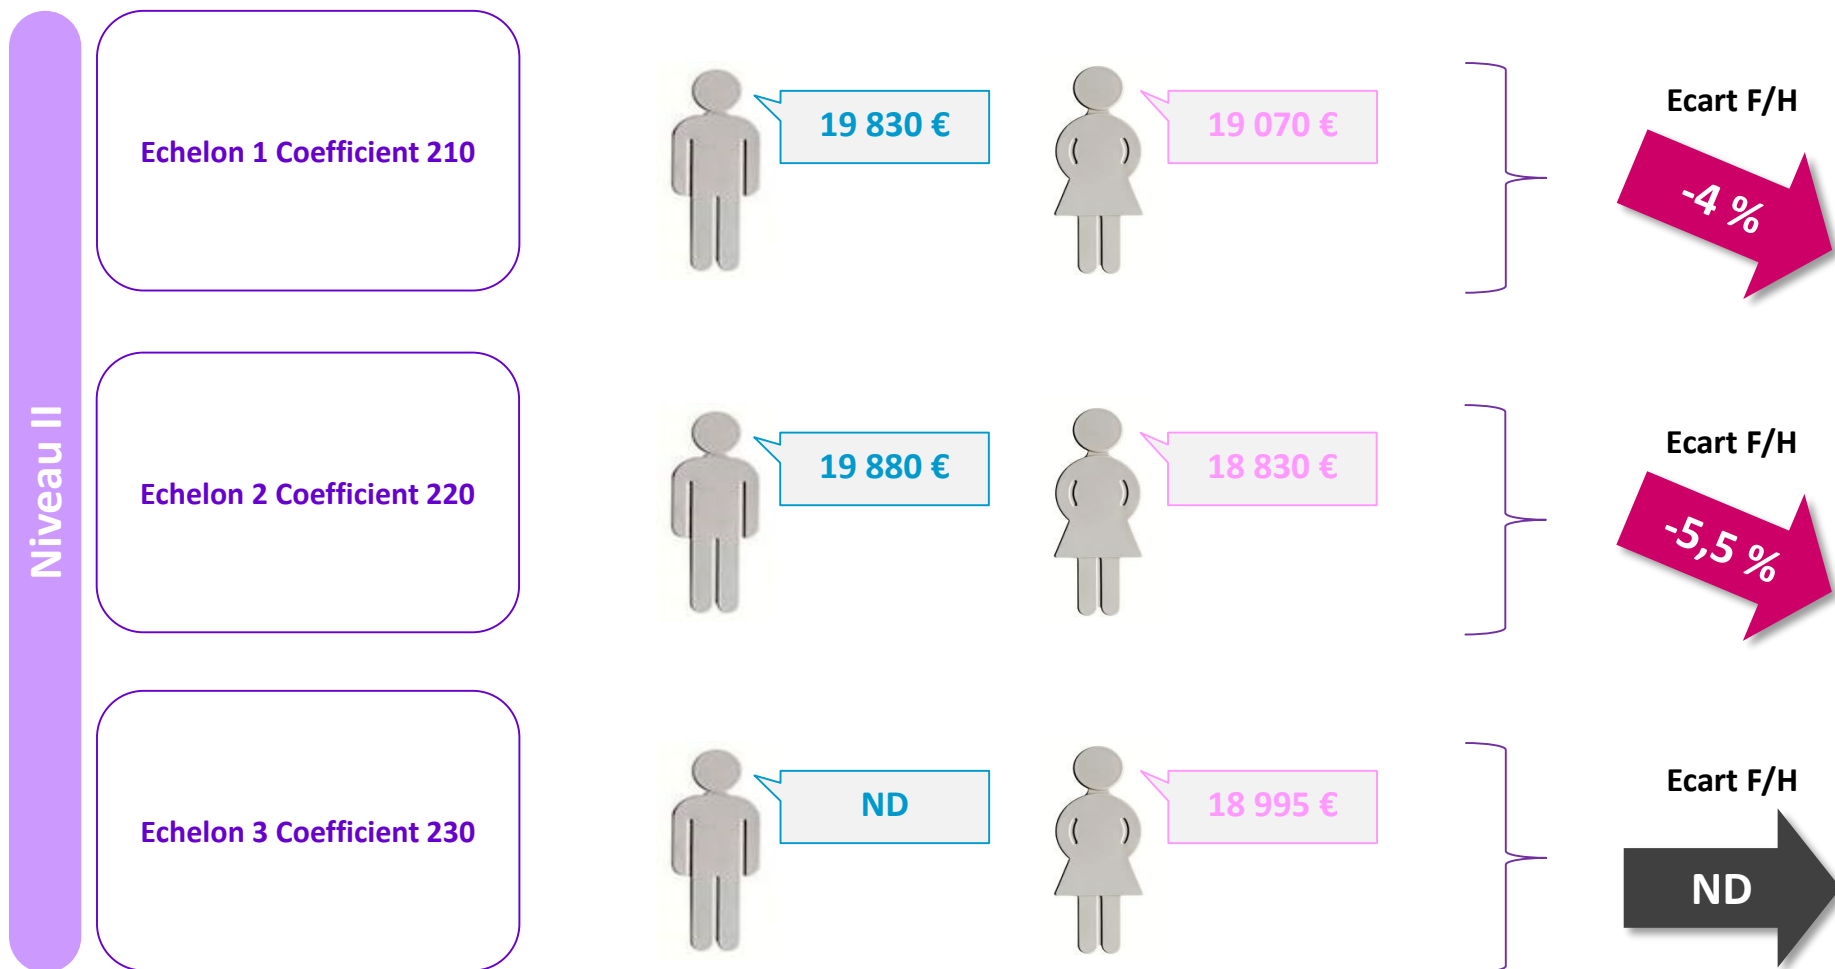 Niveau II
Echelon 1 Coefficient 210
19 830 €
19 070 €
Ecart F/H
-4 %
Echelon 2 Coefficient 220
19 880 €
18 830 €
Ecart F/H
-5,5 %
Echelon 3 Coefficient 230
ND
18 995 €
Ecart F/H
ND